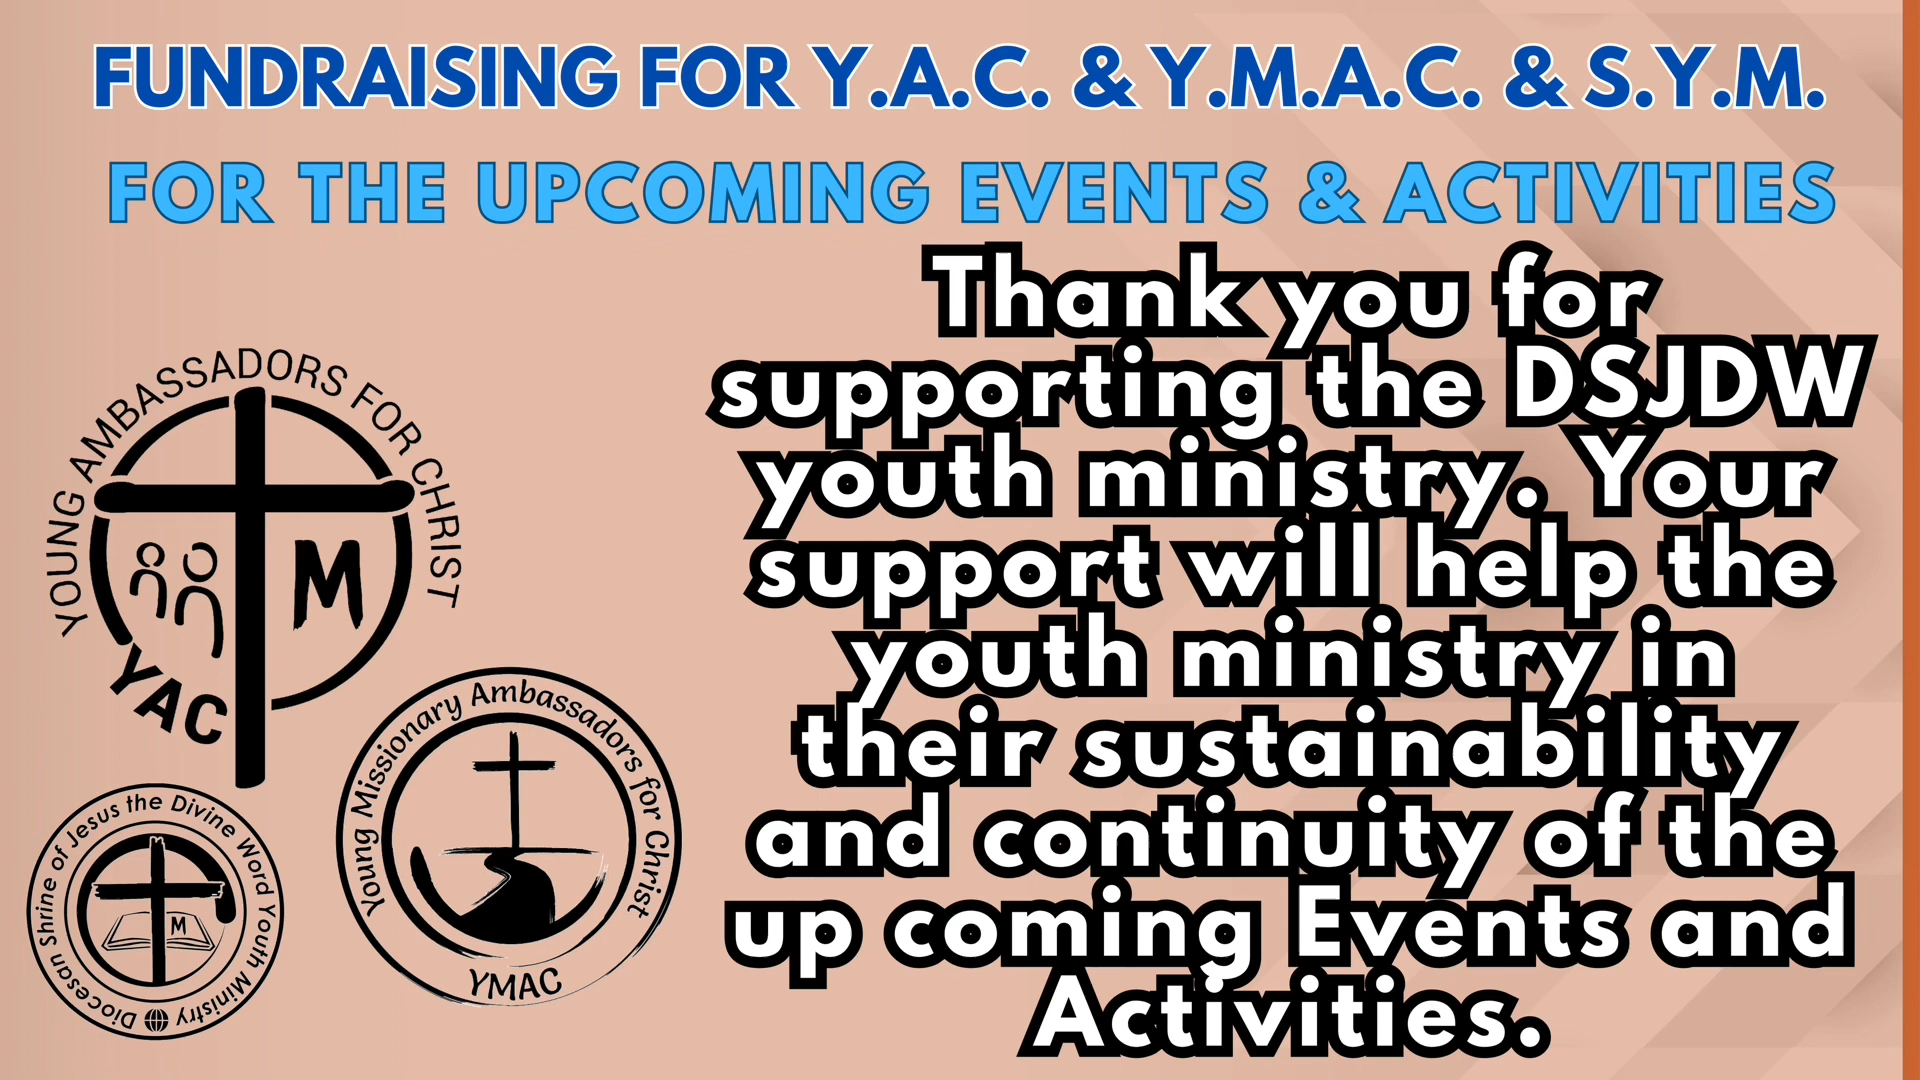 FUNDRAISING FOR Y.A.C. & Y.M.A.C. & S.Y.M.
FOR THE UPCOMING EVENTS & ACTIVITIES
Thank you for
supporting the DSJDW
youth ministry. Your
support will help the
youth ministry in
their sustainability
and continuity of the
up coming Events and
Activities.
YOUNG AMBASSADORS FOR CHRIST
M
YAC
Young Missionary Ambassadors for Christ
YMAC
Diocesan Shrine of Jesus the Divine Word Youth Ministry
M